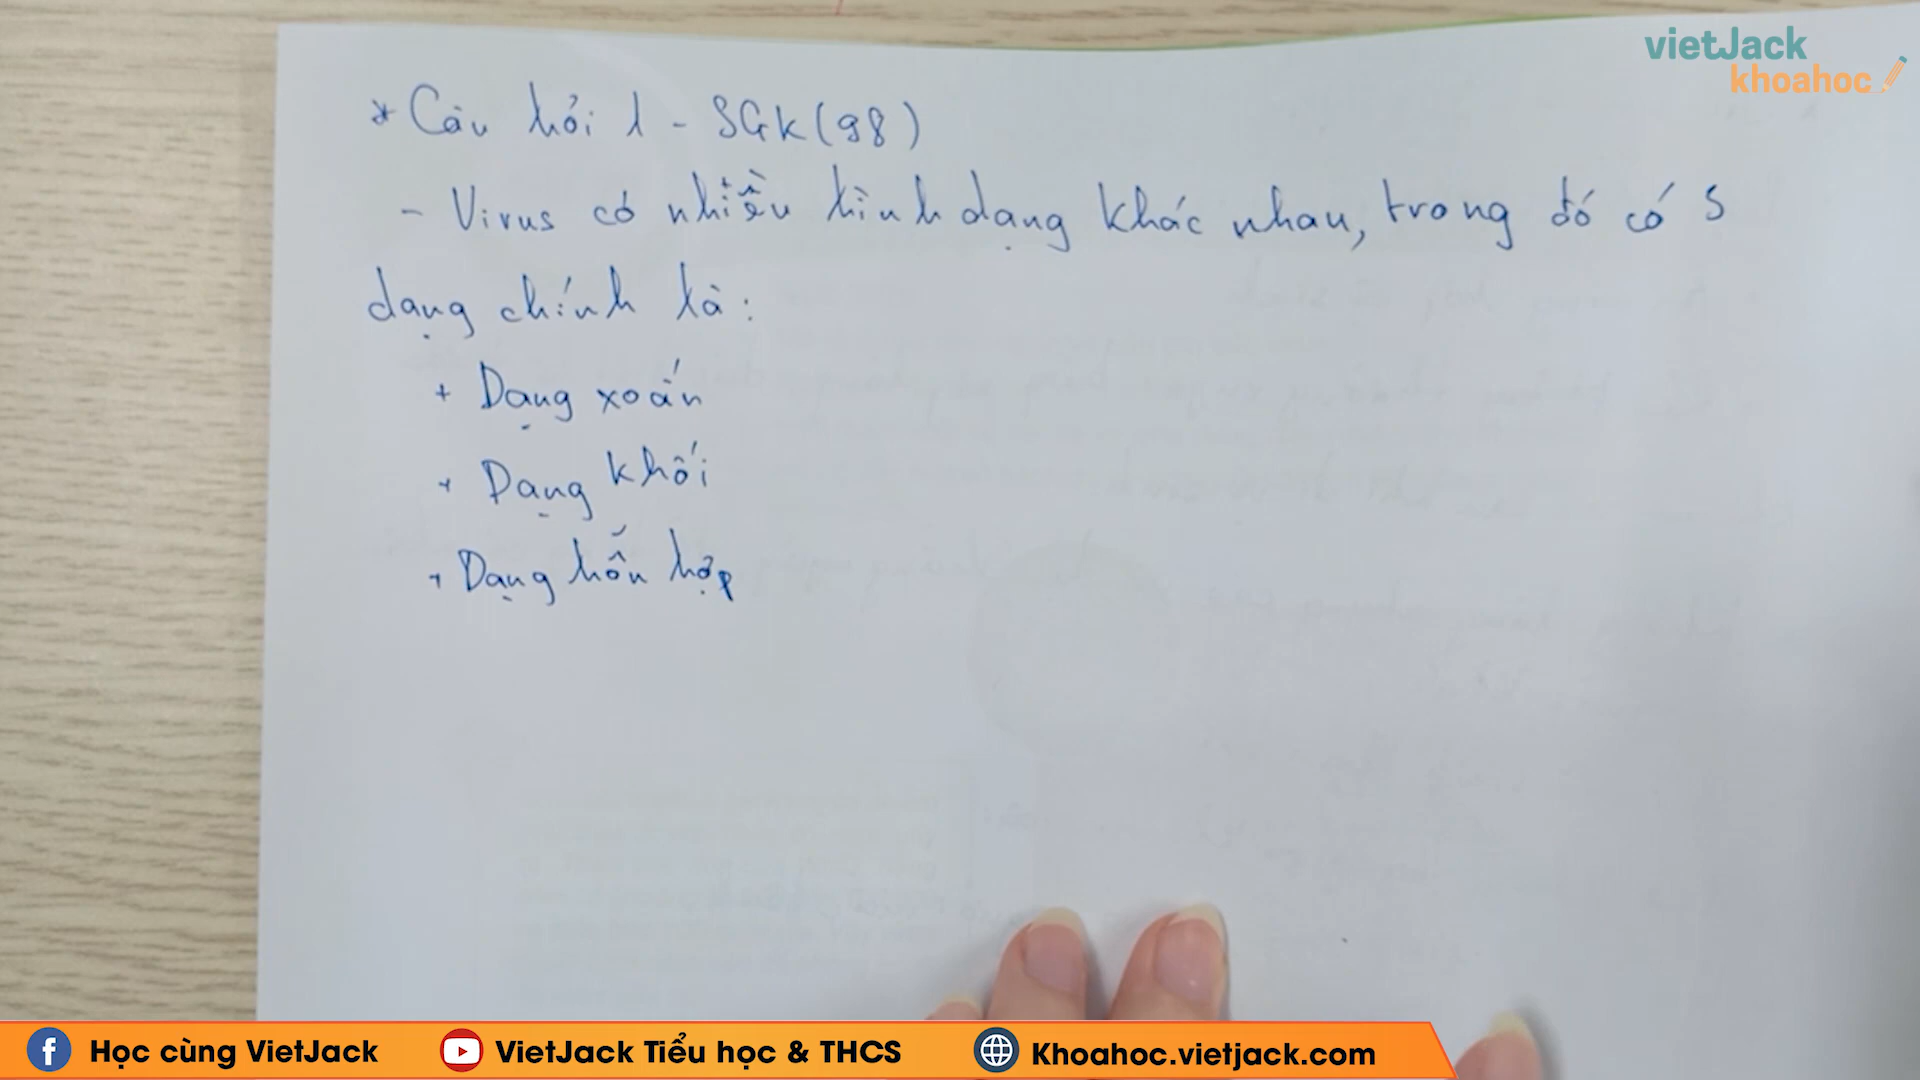 vietJack
khoahoc
* Câu hỏi 1 - SGK (98)
- Virus có nhiều hình dạng khác nhau, trong đó có 3
dạng chính là:
+ Dạng xoắn
+ Dạng khối
+ Dạng hỗn hợp
Học cùng VietJack
VietJack Tiểu học & THCS
Khoahoc.vietjack.com